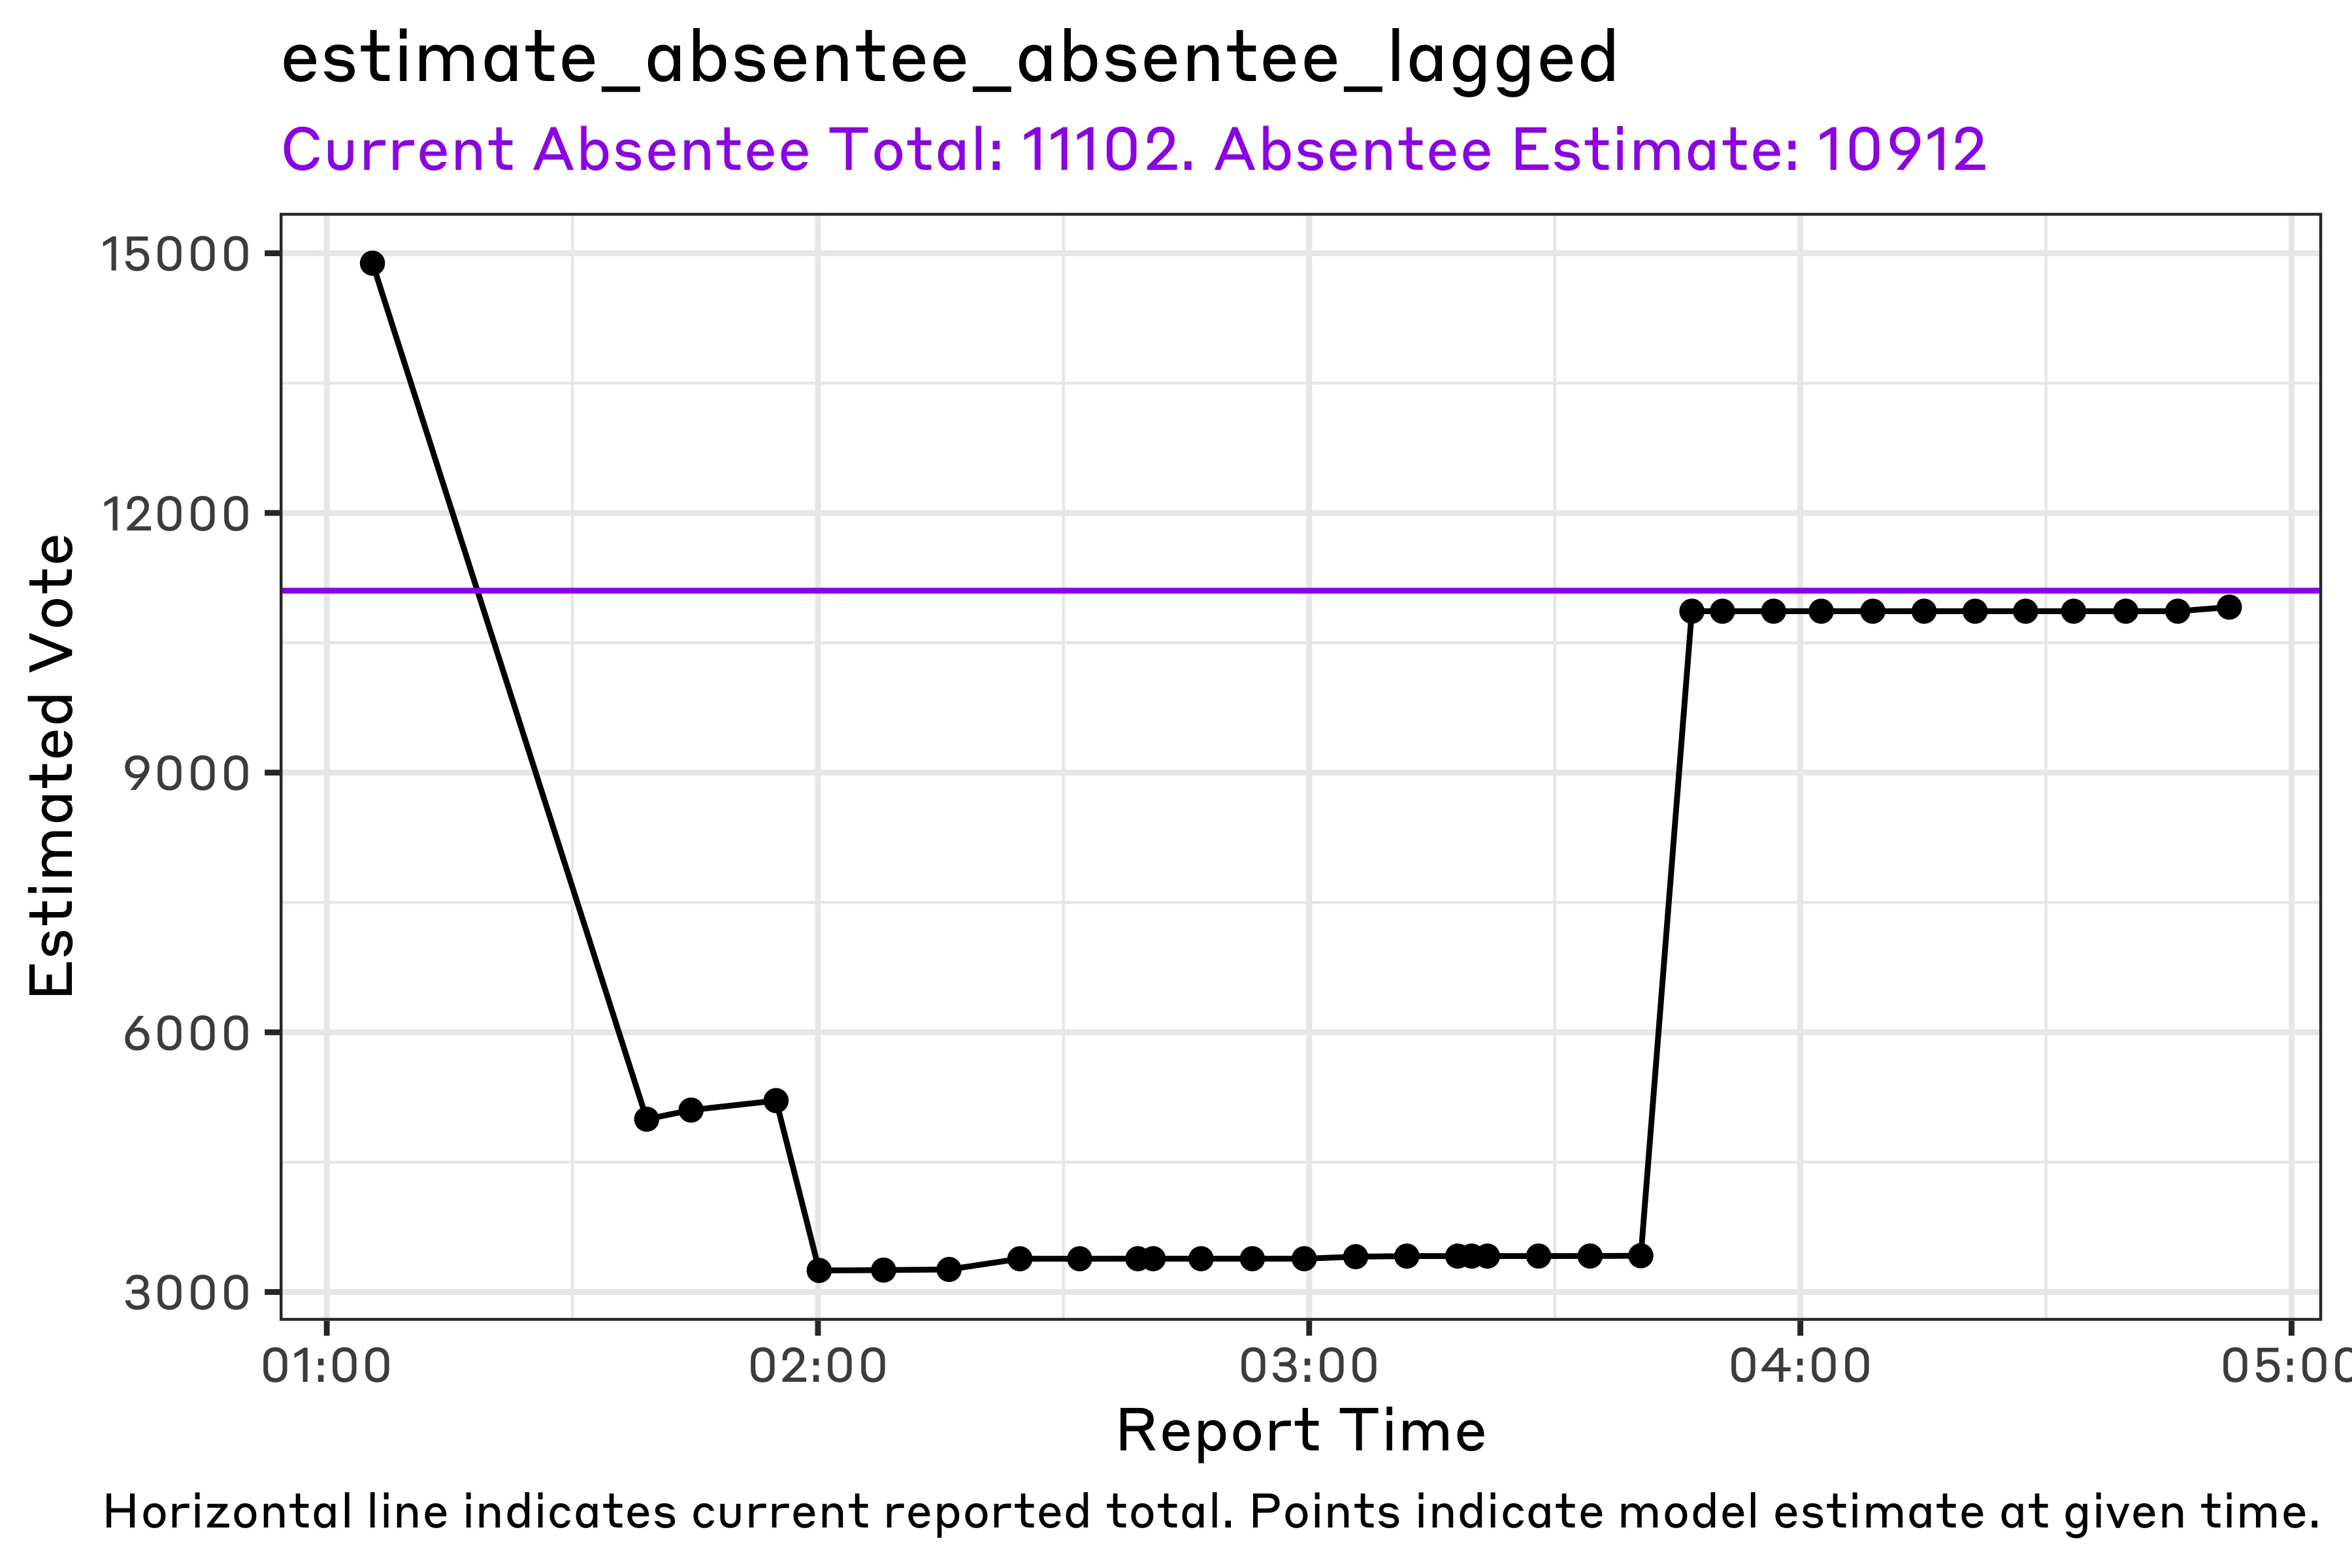 estimate_absentee_absentee_lagged
Current Absentee Total: 11102. Absentee Estimate: 10912
Estimated Vote
15000
12000
9000
6000
3000
01:00 02:00 03:00 04:00 05:00
Report Time
Horizontal line indicates current reported total. Points indicate model estimate at given time.